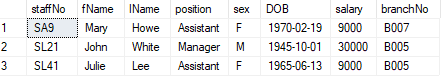 staffNo fName lName position sex DOB salary branchNo
1 SA9 Mary Howe Assistant F 1970-02-19 9000 B007
2 SL21 John White Manager M 1945-10-01 30000 B005
3 SL41 Julie Lee Assistant F 1965-06-13 9000 B005